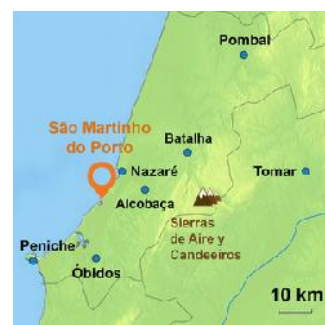 Pombal
São Martinho
do Porto
Batalha
Nazaré
Tomar
Alcobaça
Sierras
de Aire y
Candeeiros
Peniche
Óbidos
10 km